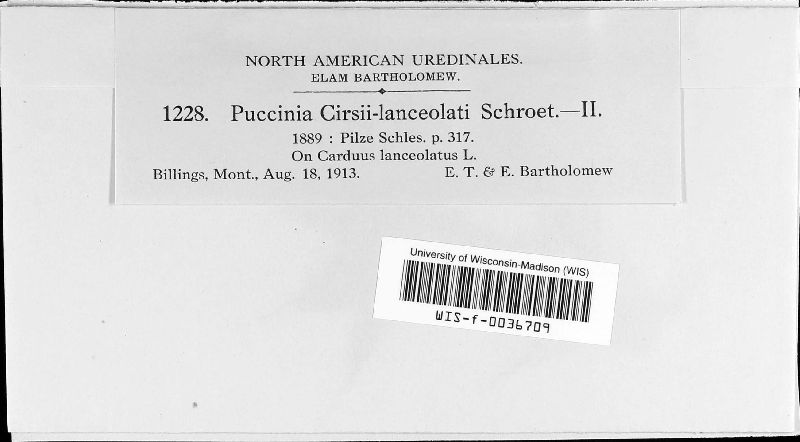 NORTH AMERICAN UREDINALES.
ELAM BARTHOLOMEW.
1228. Puccinia Cirsii-lanceolati Schroet.—II.
1889 : Pilze Schles. p. 317.
On Carduus lanceolatus L.
Billings, Mont., Aug. 18, 1913. E. T. & E. Bartholomew
University of Wisconsin-Madison (WIS)
WIS-f-0036709